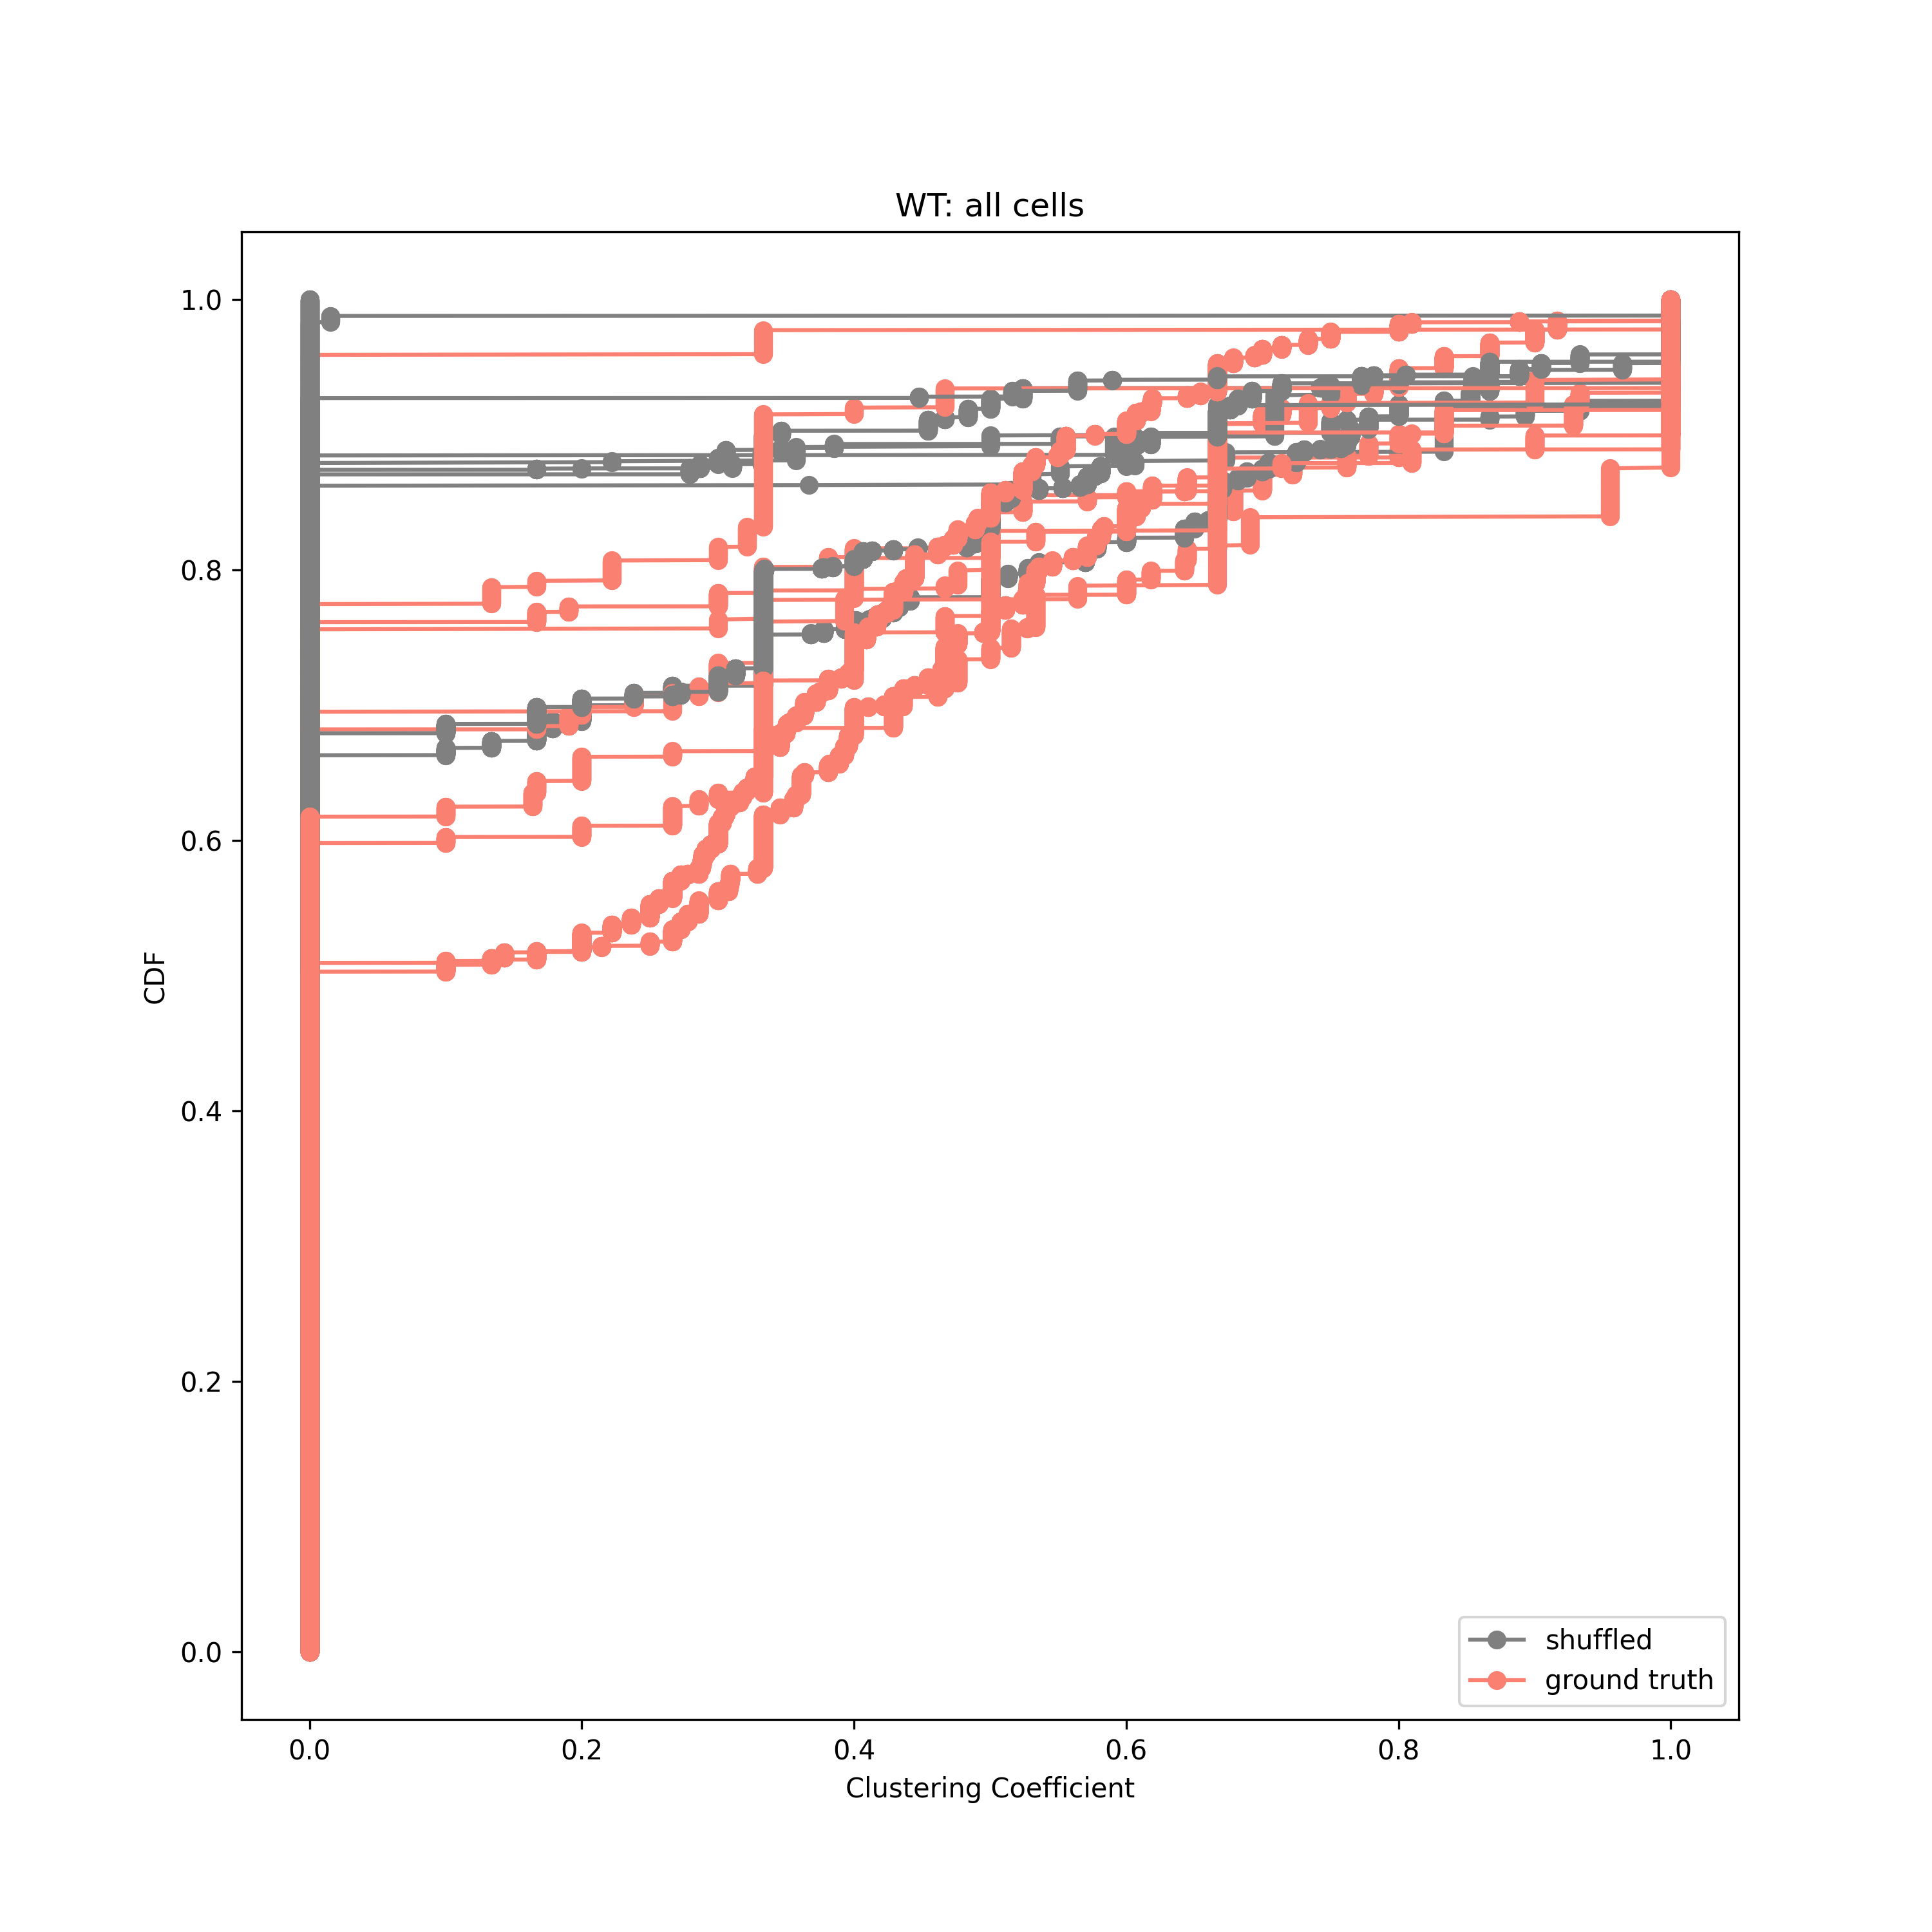 WT: all cells
1.0
0.8
0.6
0.4
0.2
0.0
CDF
0.0 0.2 0.4 0.6 0.8 1.0
Clustering Coefficient
shuffled
ground truth